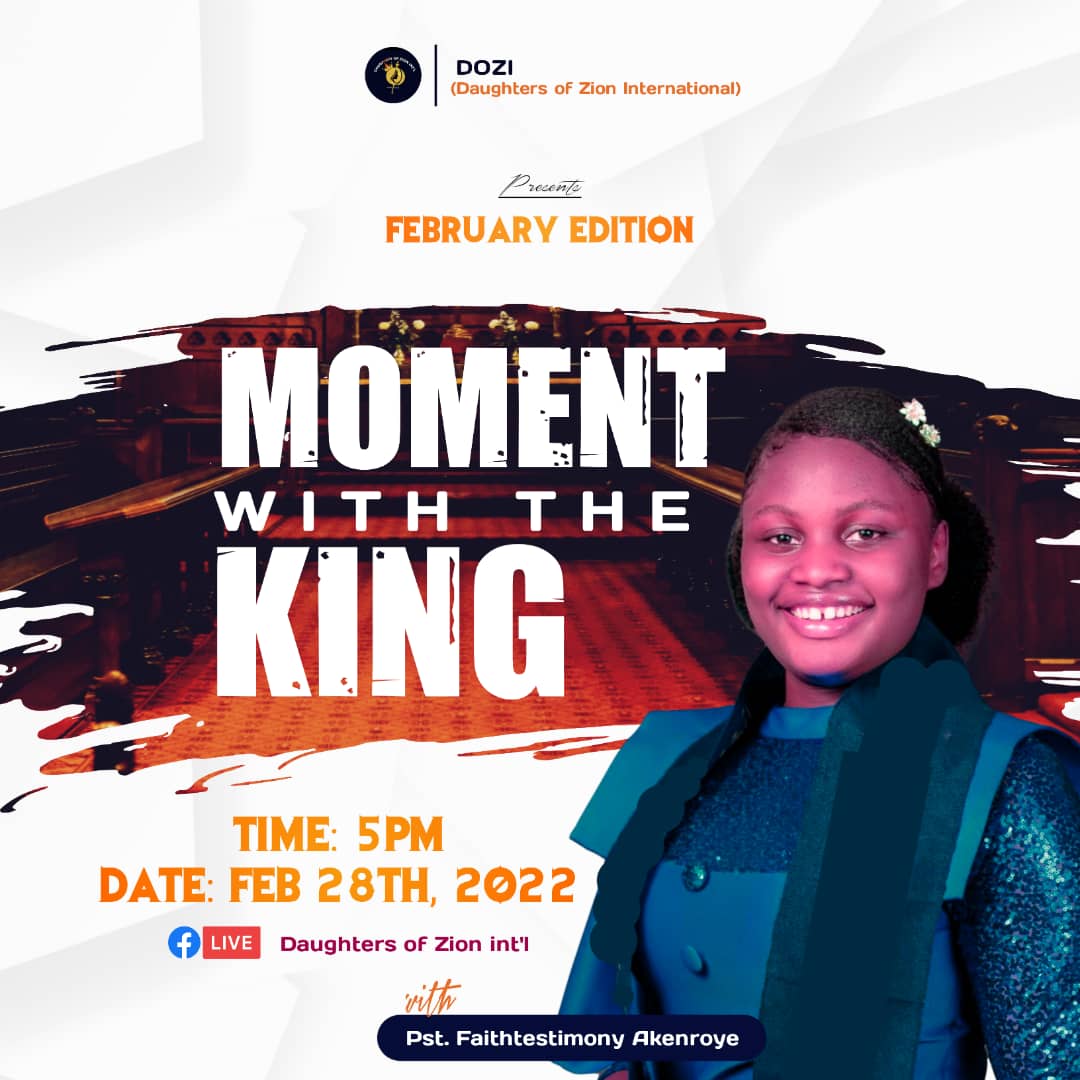 DOZI
(Daughters of Zion International)
Presents
FEBRUARY EDITION
MOMENT
WITH THE
KING
TIME: 5PM
DATE: FEB 28TH, 2022
LIVE Daughters of Zion int'l
with
Pst. Faithtestimony Akenroye